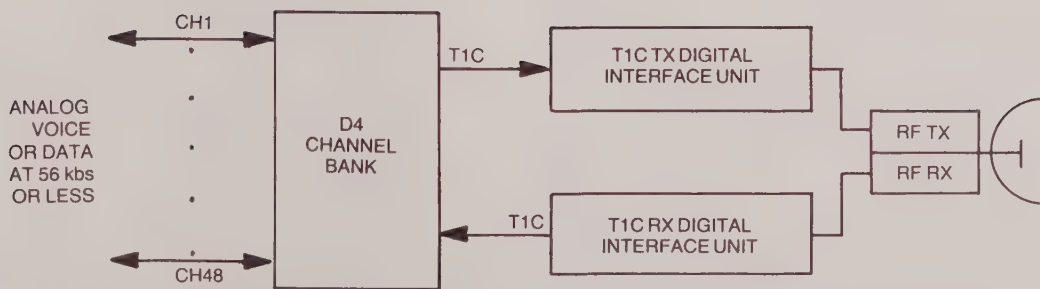 CH1
ANALOG
VOICE
OR DATA
AT 56 kbs
OR LESS
CH48
D4
CHANNEL
BANK
T1C
T1C TX DIGITAL
INTERFACE UNIT
T1C
T1C RX DIGITAL
INTERFACE UNIT
RF TX
RF RX